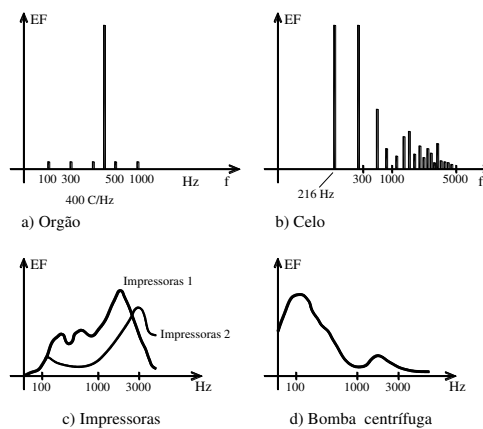 EF
100 300 500 1000 Hz f
400 C/Hz
a) Orgão
EF
300 1000 5000 f
216 Hz
b) Celo
EF
Impressoras 1
Impressoras 2
100 1000 3000 Hz
c) Impressoras
EF
100 1000 3000 Hz
d) Bomba centrífuga